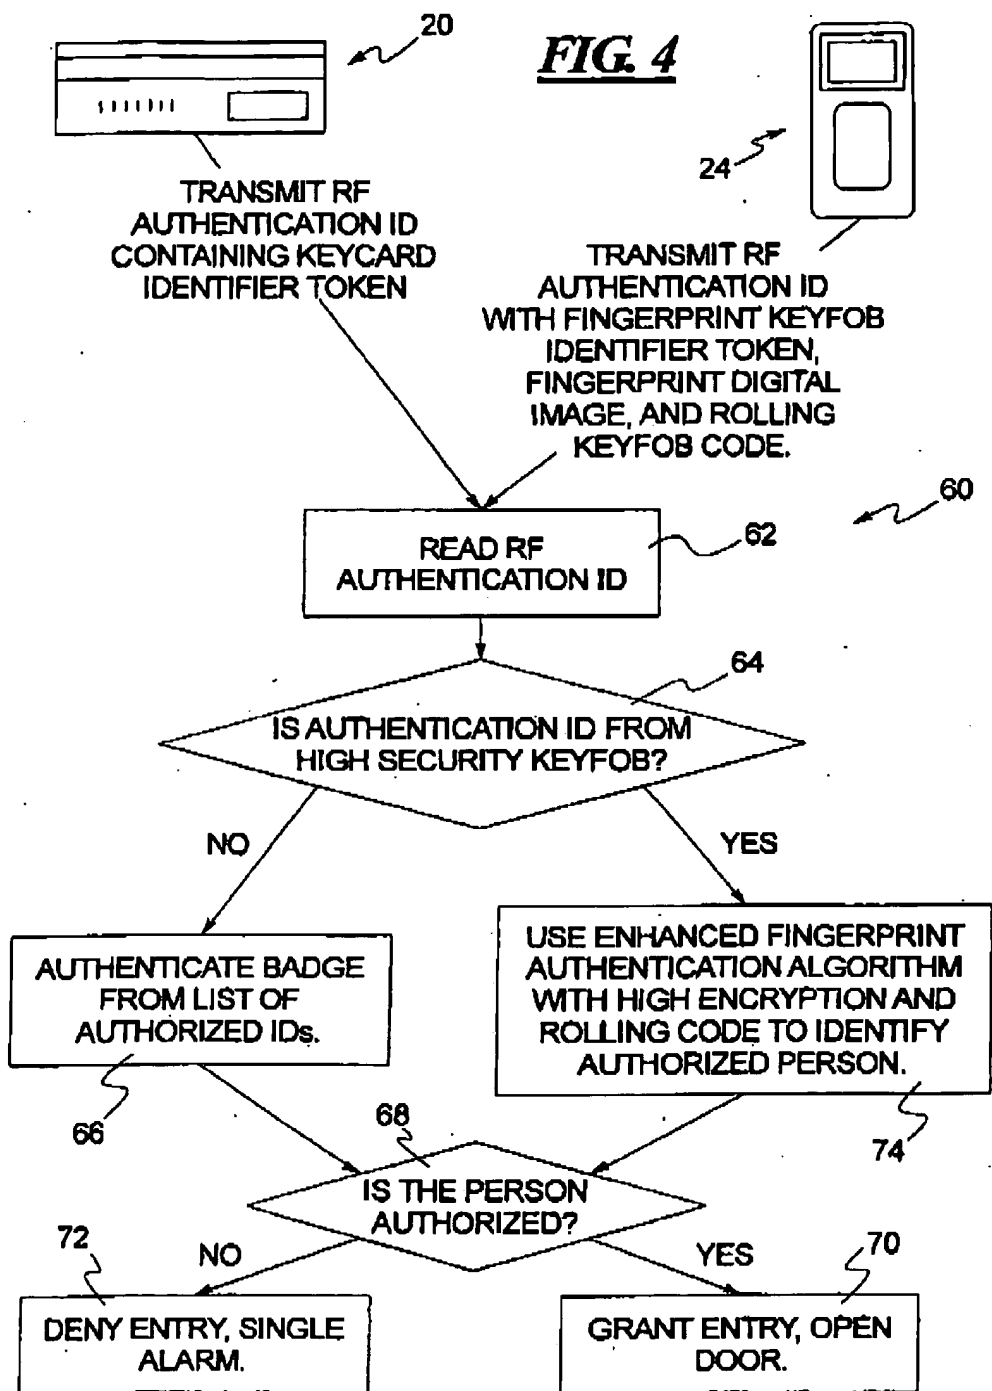 20
FIG. 4
24
TRANSMIT RF
AUTHENTICATION ID
CONTAINING KEYCARD
IDENTIFIER TOKEN
TRANSMIT RF
AUTHENTICATION ID
WITH FINGERPRINT KEYFOB
IDENTIFIER TOKEN,
FINGERPRINT DIGITAL
IMAGE, AND ROLLING
KEYFOB CODE.
60
READ RF
AUTHENTICATION ID
62
64
IS AUTHENTICATION ID FROM
HIGH SECURITY KEYFOB?
NO
YES
AUTHENTICATE BADGE
FROM LIST OF
AUTHORIZED IDs.
66
USE ENHANCED FINGERPRINT
AUTHENTICATION ALGORITHM
WITH HIGH ENCRYPTION AND
ROLLING CODE TO IDENTIFY
AUTHORIZED PERSON.
74
68
IS THE PERSON
AUTHORIZED?
NO
YES
72
DENY ENTRY, SINGLE
ALARM.
70
GRANT ENTRY, OPEN
DOOR.